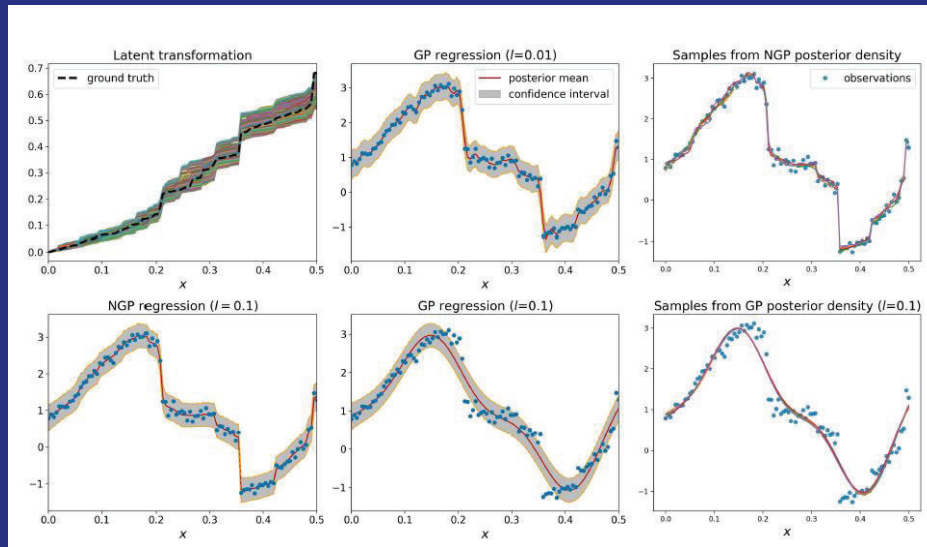 Latent transformation
ground truth
0.7
0.6
0.5
0.4
0.3
0.2
0.1
0.0
0.0 0.1 0.2 0.3 0.4 0.5
x
GP regression (l=0.01)
posterior mean
confidence interval
3
2
1
0
−1
0.0 0.1 0.2 0.3 0.4 0.5
x
Samples from NGP posterior density
observations
3
2
1
0
−1
0.0 0.1 0.2 0.3 0.4 0.5
x
NGP regression (l = 0.1)
3
2
1
0
−1
0.0 0.1 0.2 0.3 0.4 0.5
x
GP regression (l=0.1)
3
2
1
0
−1
0.0 0.1 0.2 0.3 0.4 0.5
x
Samples from GP posterior density (l=0.1)
3
2
1
0
−1
0.0 0.1 0.2 0.3 0.4 0.5
x